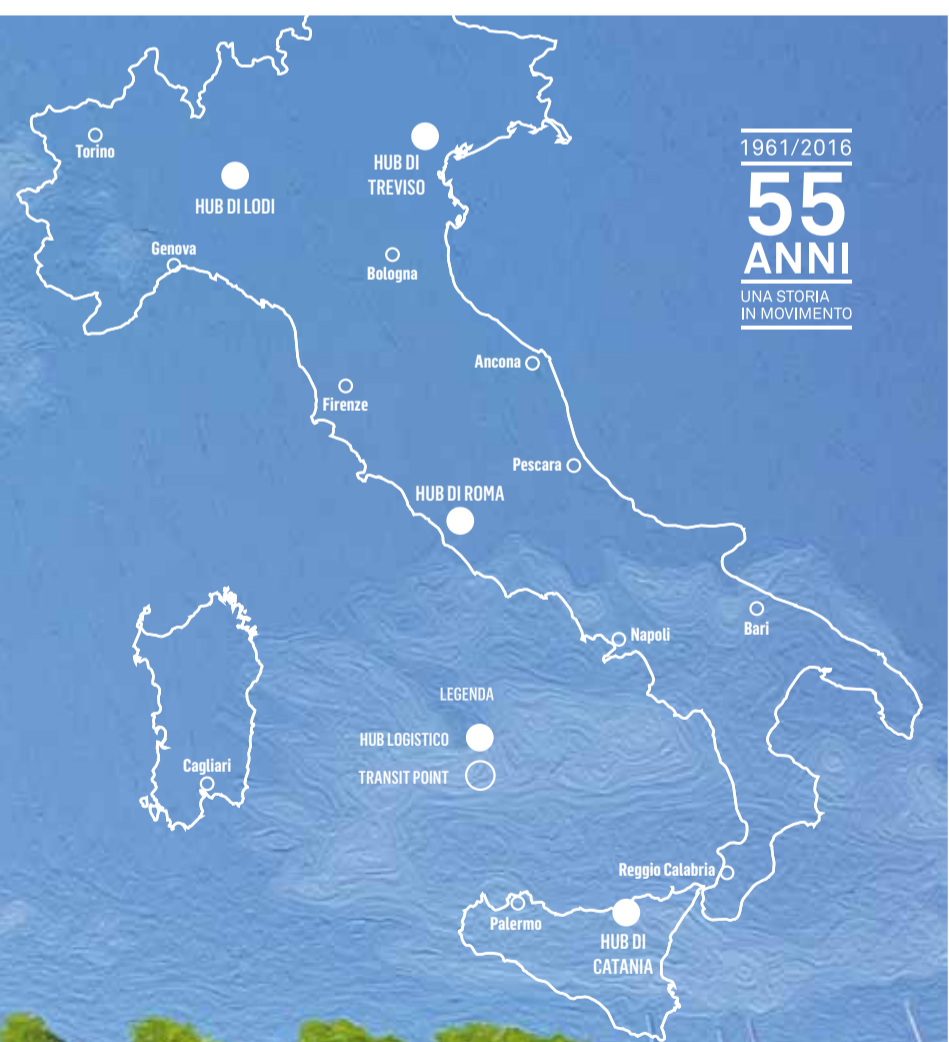 1961/2016
55
ANNI
UNA STORIA
IN MOVIMENTO
Torino
HUB DI
TREVISO
HUB DI LODI
Genova
Bologna
Ancona
Firenze
Pescara
HUB DI ROMA
Bari
Napoli
LEGENDA
HUB LOGISTICO
TRANSIT POINT
Cagliari
Reggio Calabria
Palermo
HUB DI
CATANIA